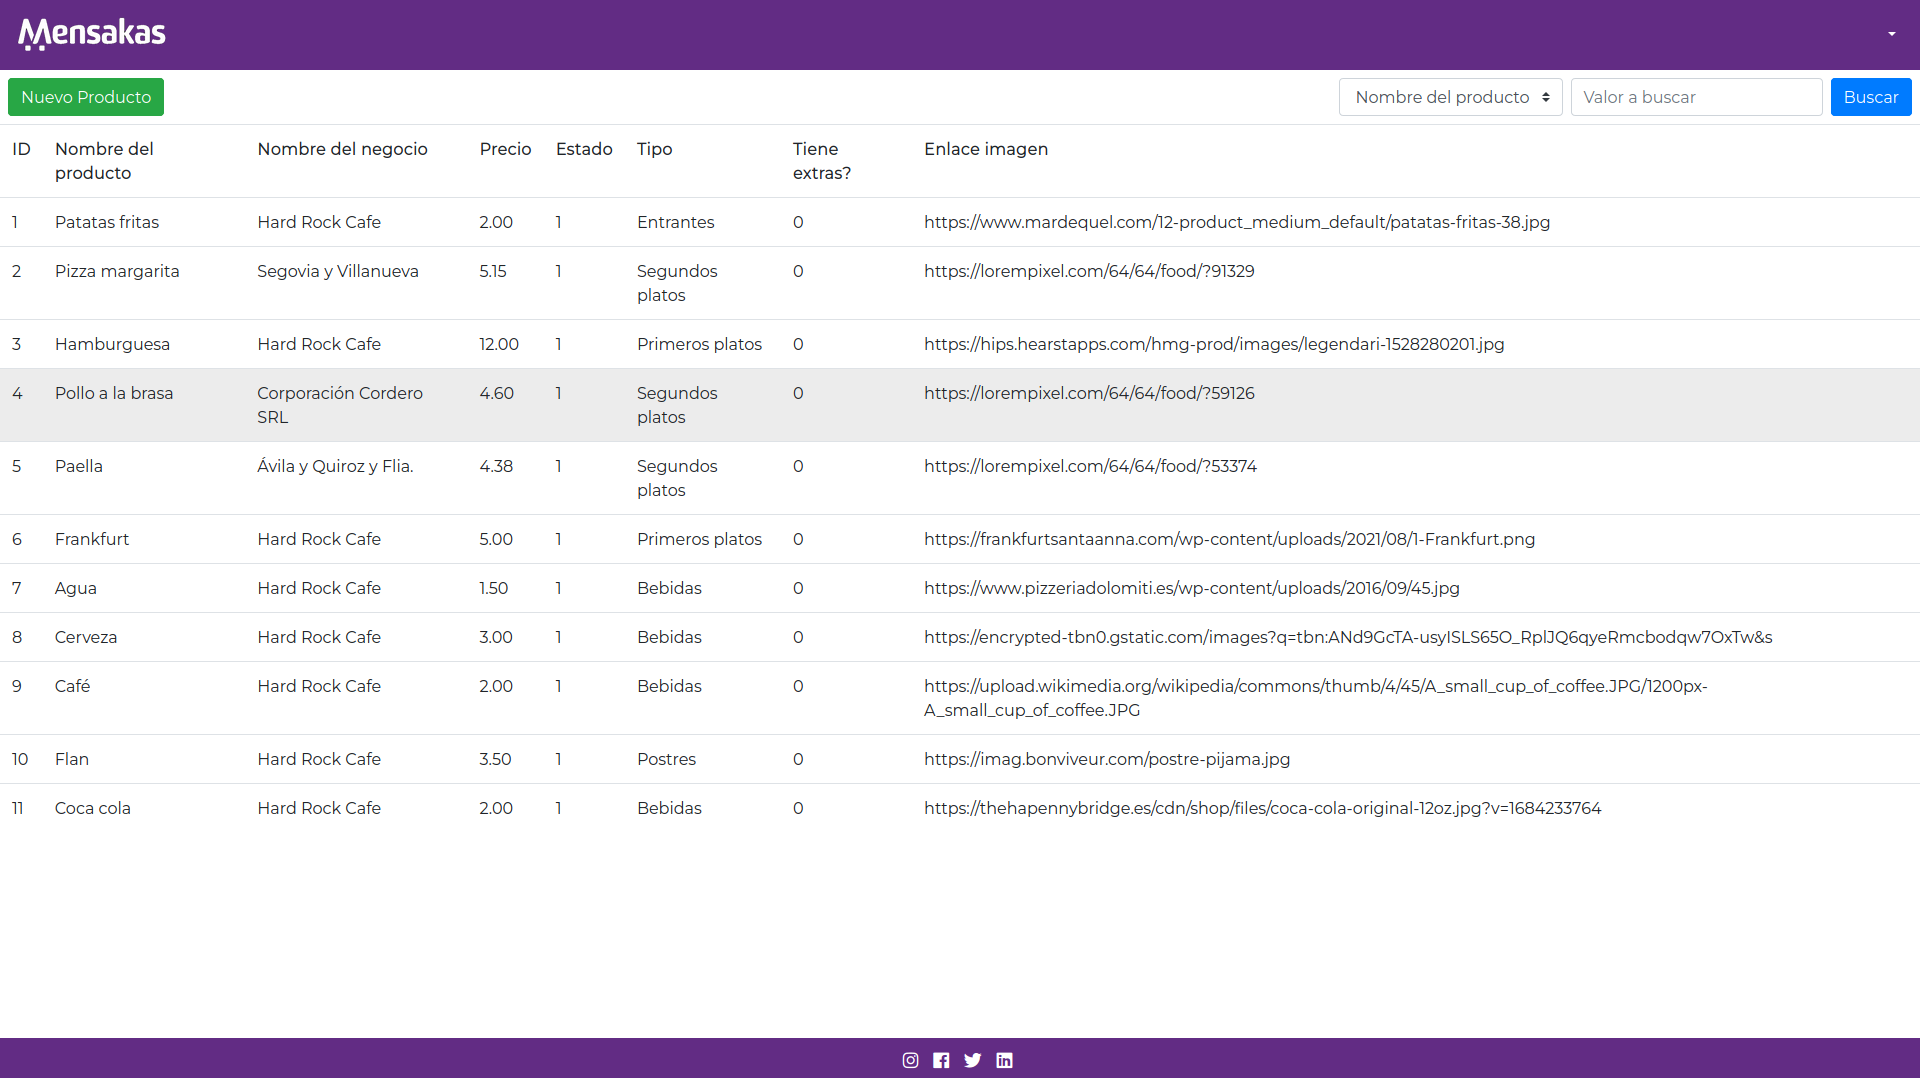 Mensakas
Nuevo Producto
Nombre del producto
Valor a buscar
Buscar
ID Nombre del producto Nombre del negocio Precio Estado Tipo Tiene extras? Enlace imagen
1 Patatas fritas Hard Rock Cafe 2.00 1 Entrantes 0 https://www.mardequel.com/12-product_medium_default/patatas-fritas-38.jpg
2 Pizza margarita Segovia y Villanueva 5.15 1 Segundos platos 0 https://lorempixel.com/64/64/food/?91329
3 Hamburguesa Hard Rock Cafe 12.00 1 Primeros platos 0 https://hips.hearstapps.com/hmg-prod/images/legendari-1528280201.jpg
4 Pollo a la brasa Corporación Cordero SRL 4.60 1 Segundos platos 0 https://lorempixel.com/64/64/food/?59126
5 Paella Ávila y Quiroz y Flia. 4.38 1 Segundos platos 0 https://lorempixel.com/64/64/food/?53374
6 Frankfurt Hard Rock Cafe 5.00 1 Primeros platos 0 https://frankfurtsantaanna.com/wp-content/uploads/2021/08/1-Frankfurt.png
7 Agua Hard Rock Cafe 1.50 1 Bebidas 0 https://www.pizzeriadolomiti.es/wp-content/uploads/2016/09/45.jpg
8 Cerveza Hard Rock Cafe 3.00 1 Bebidas 0 https://encrypted-tbn0.gstatic.com/images?q=tbn:ANd9GcTA-usyISLS65O_RplJQ6qyeRmcbodqw7OxTw&s
9 Café Hard Rock Cafe 2.00 1 Bebidas 0 https://upload.wikimedia.org/wikipedia/commons/thumb/4/45/A_small_cup_of_coffee.JPG/1200px-A_small_cup_of_coffee.JPG
10 Flan Hard Rock Cafe 3.50 1 Postres 0 https://imag.bonviveur.com/postre-pijama.jpg
11 Coca cola Hard Rock Cafe 2.00 1 Bebidas 0 https://thehapennybridge.es/cdn/shop/files/coca-cola-original-12oz.jpg?v=1684233764